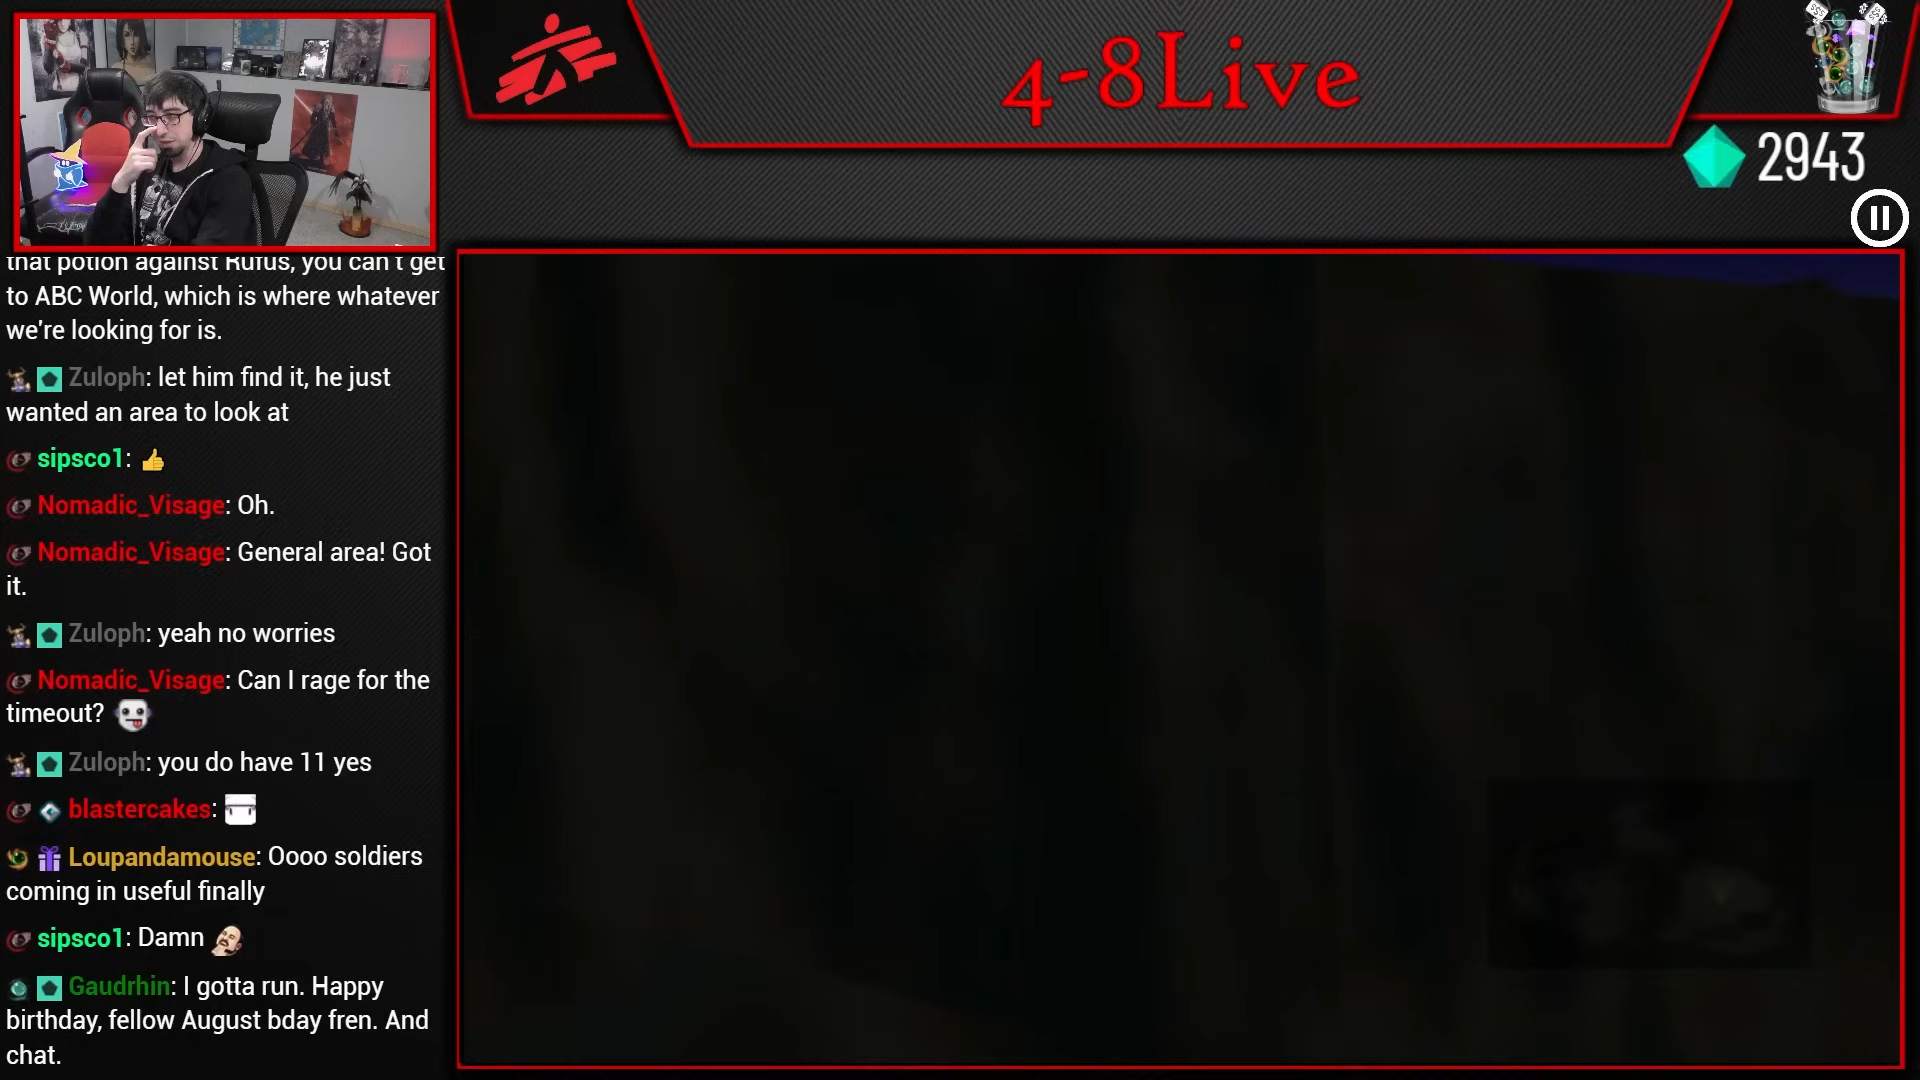 4-8Live
2943
that potion against Rufus, you can't get
to ABC World, which is where whatever
we're looking for is.
Zuloph: let him find it, he just
wanted an area to look at
sipsco1:
Nomadic_Visage: Oh.
Nomadic_Visage: General area! Got
it.
Zuloph: yeah no worries
Nomadic_Visage: Can I rage for the
timeout?
Zuloph: you do have 11 yes
blastercakes:
Loupandamouse: Oooo soldiers
coming in useful finally
sipsco1: Damn
Gaudrhin: I gotta run. Happy
birthday, fellow August bday fren. And
chat.